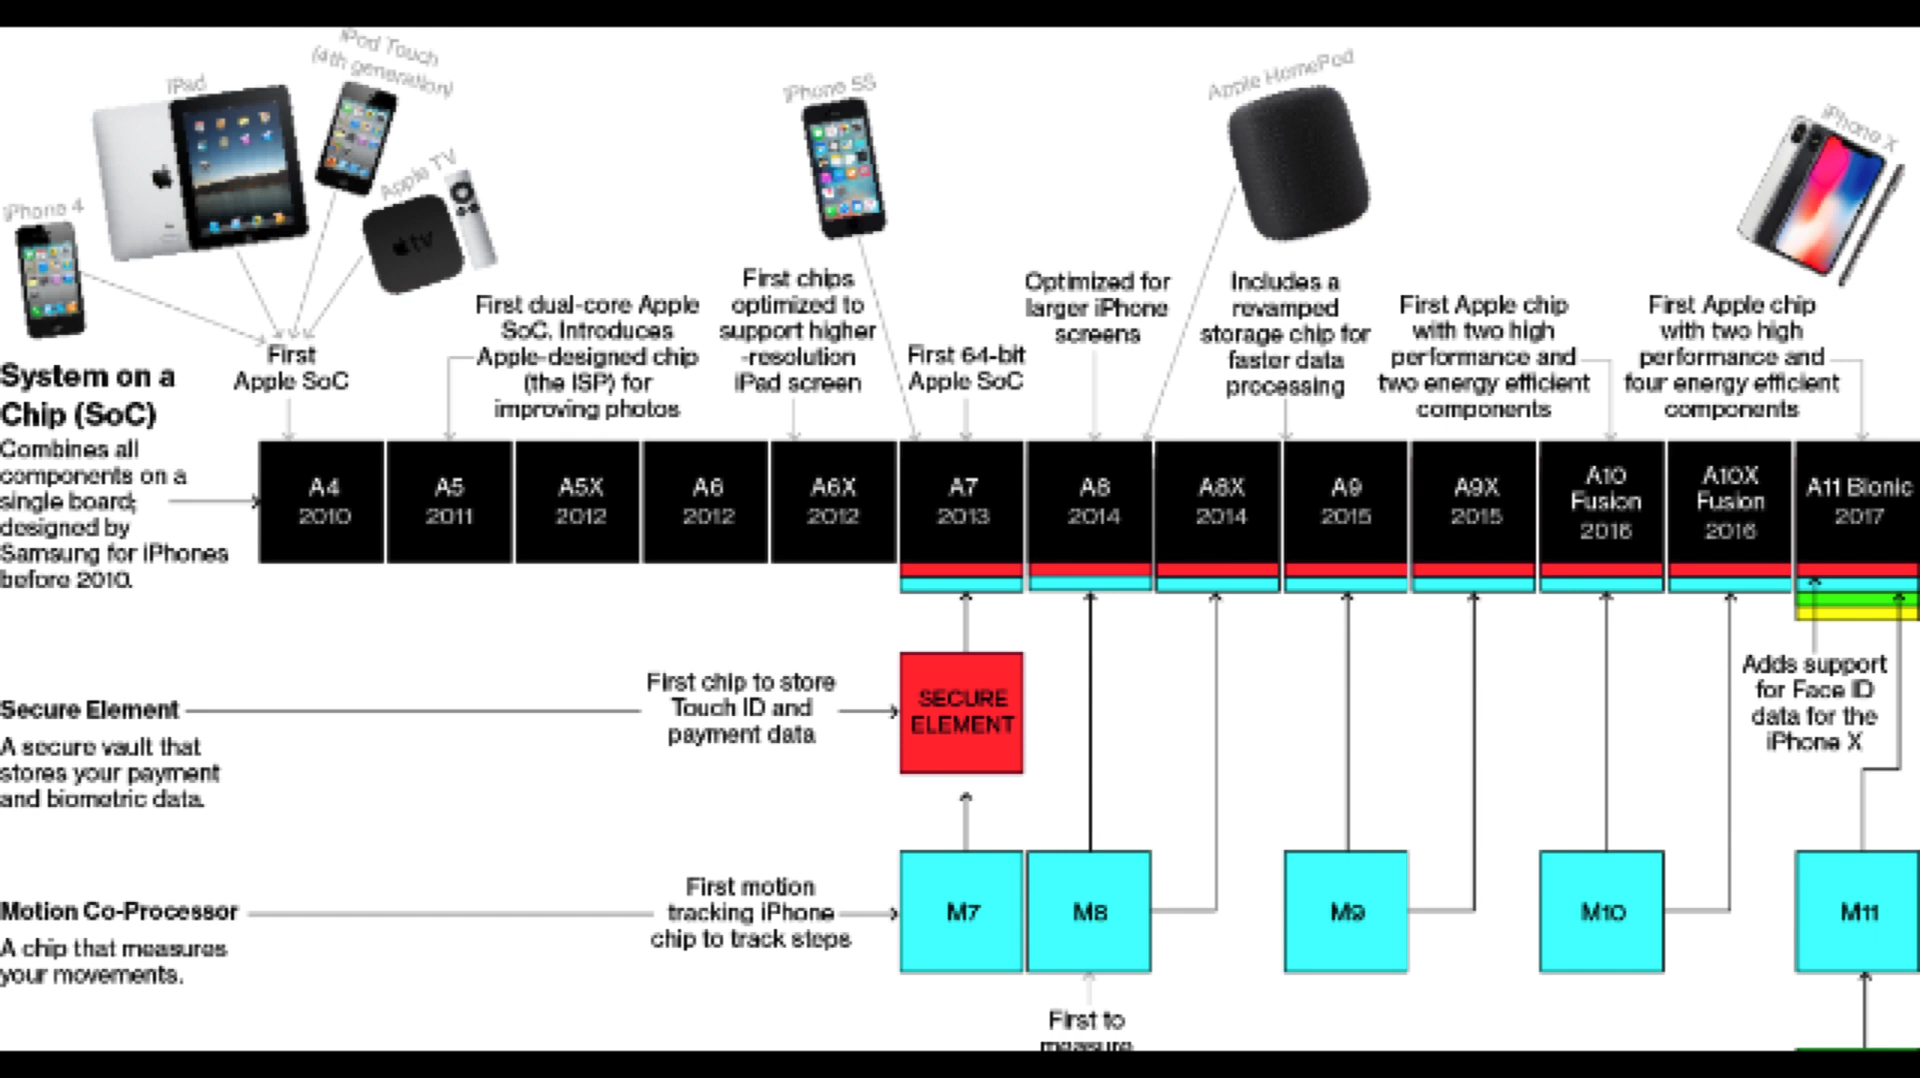 iPod Touch
(4th generation)
iPad
iPhone 5S
Apple HomePod
iPhone X
Apple TV
tv
iPhone 4
First chips
optimized to
support higher
-resolution
iPad screen
Optimized for
larger iPhone
screens
Includes a
revamped
storage chip for
faster data
processing
First dual-core Apple
SoC. Introduces
Apple-designed chip
(the ISP) for
improving photos
First Apple chip
with two high
performance and
two energy efficient
components
First Apple chip
with two high
performance and
four energy efficient
components
First
Apple SoC
First 64-bit
Apple SoC
System on a
Chip (SoC)
Combines all
components on a
single board;
designed by
Samsung for iPhones
before 2010.
A4
2010
A5
2011
A5X
2012
A6
2012
A6X
2012
A7
2013
A8
2014
A8X
2014
A9
2015
A9X
2015
A10
Fusion
2016
A10X
Fusion
2016
A11 Bionic
2017
Secure Element
A secure vault that
stores your payment
and biometric data.
First chip to store
Touch ID and
payment data
SECURE
ELEMENT
Adds support
for Face ID
data for the
iPhone X
Motion Co-Processor
A chip that measures
your movements.
First motion
tracking iPhone
chip to track steps
M7
M8
M9
M10
M11
First to
measure